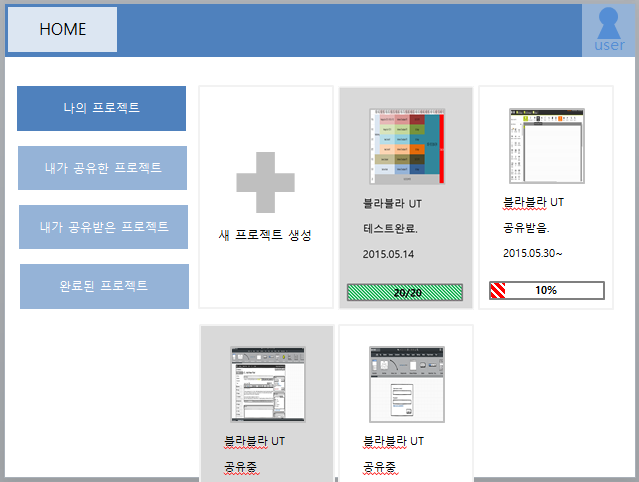 HOME
user
나의 프로젝트
내가 공유한 프로젝트
내가 공유받은 프로젝트
완료된 프로젝트
새 프로젝트 생성
블라블라 UT
테스트완료.
2015.05.14
20/20
블라블라 UT
공유받음.
2015.05.30~
10%
블라블라 UT
공유중
블라블라 UT
공유중